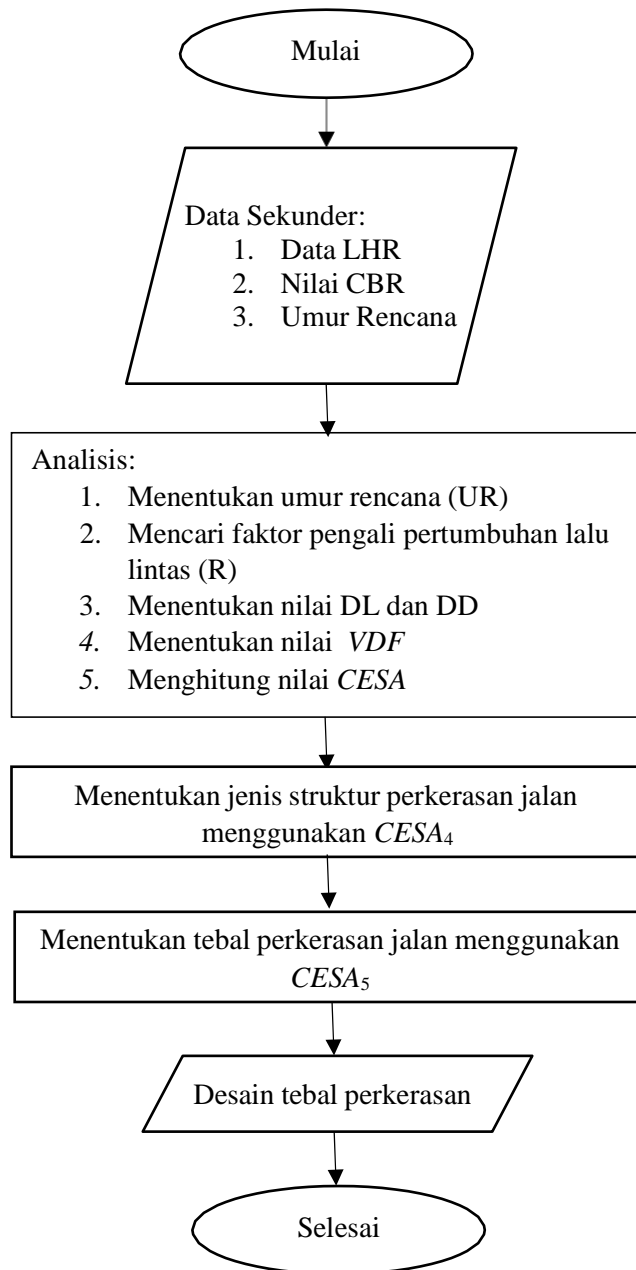 Mulai
Data Sekunder:
1. Data LHR
2. Nilai CBR
3. Umur Rencana
Analisis:
1. Menentukan umur rencana (UR)
2. Mencari faktor pengali pertumbuhan lalu
lintas (R)
3. Menentukan nilai DL dan DD
4. Menentukan nilai VDF
5. Menghitung nilai CESA
Menentukan jenis struktur perkerasan jalan
menggunakan CESA₄
Menentukan tebal perkerasan jalan menggunakan
CESA₅
Desain tebal perkerasan
Selesai